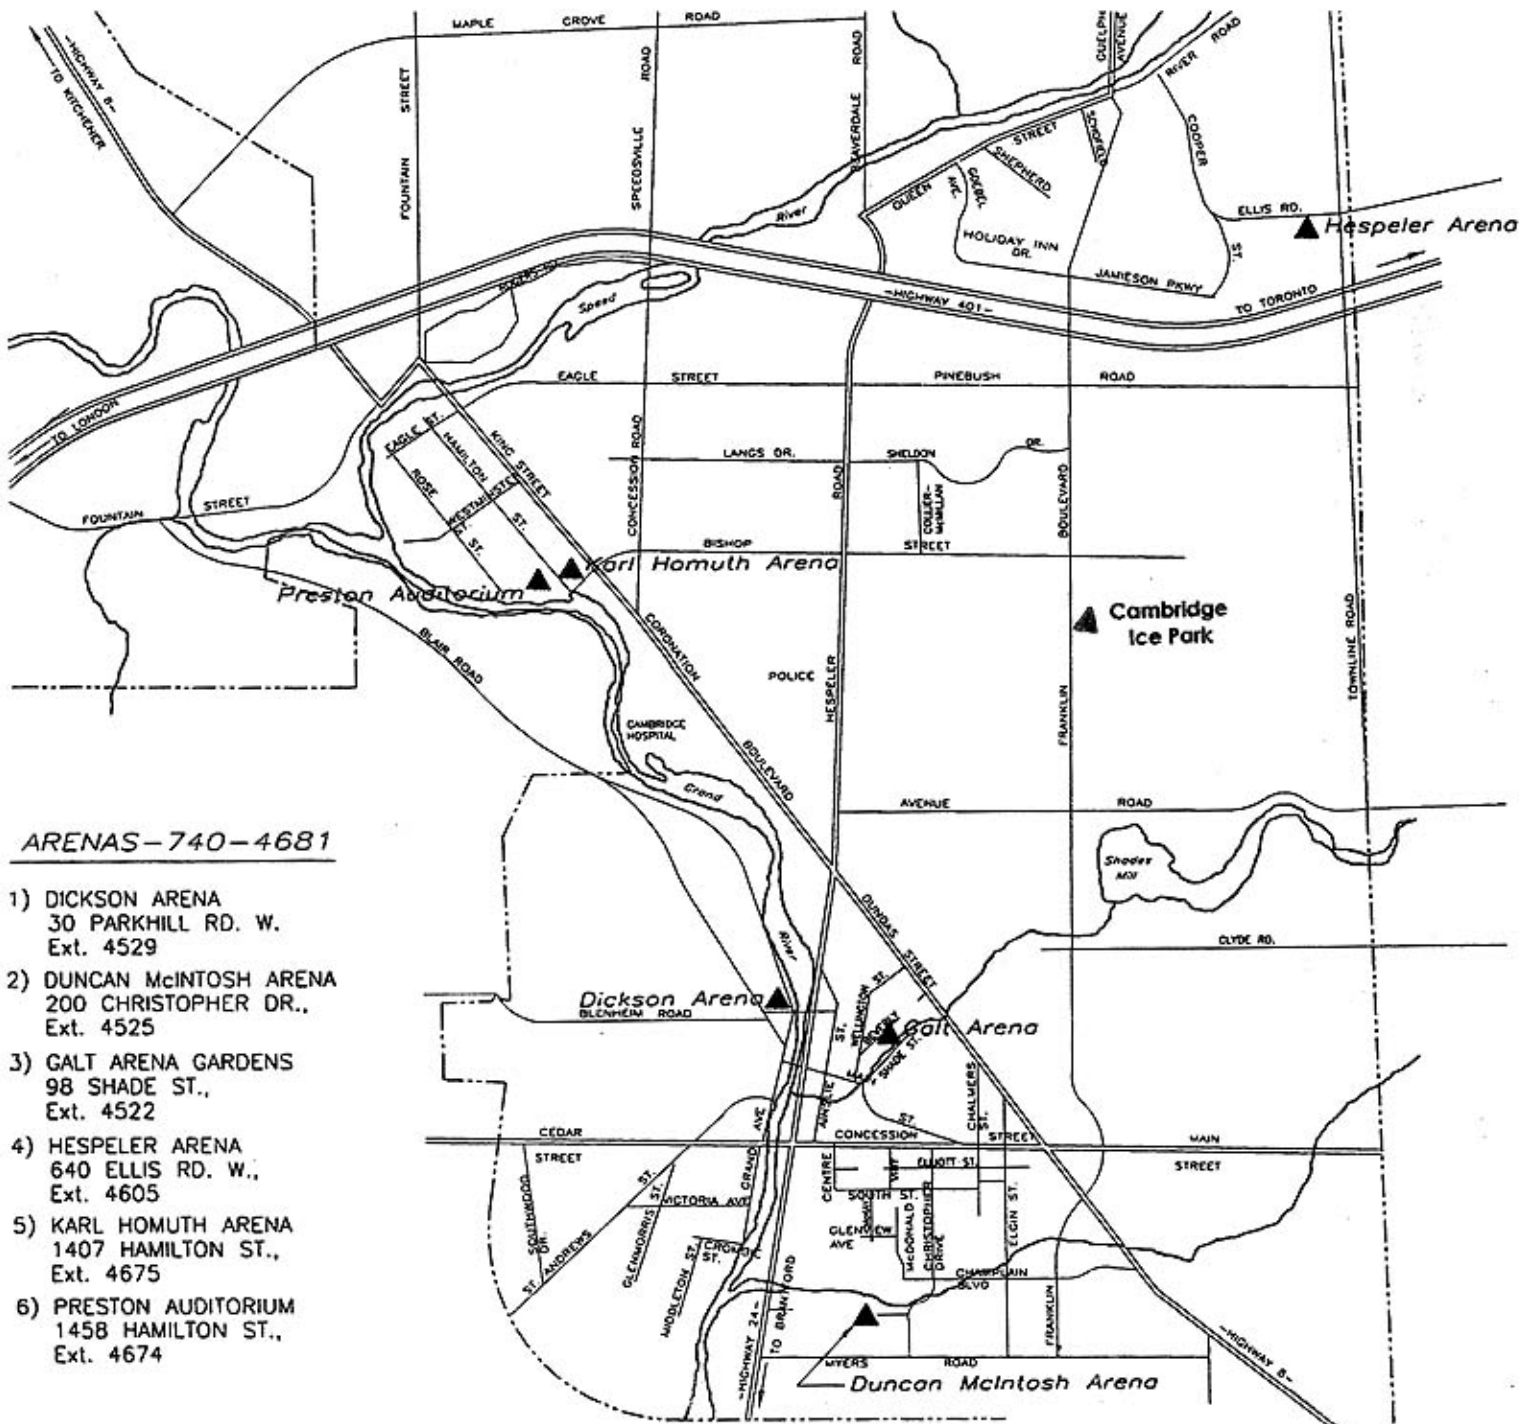 MAPLE GROVE ROAD
HIGHWAY 8
TO KITCHENER
FOUNTAIN STREET
SPEEDSVILLE ROAD
ROAD
GUELPH AVENUE
RIVER ROAD
QUEEN STREET
SCHOFIELD
SHEPHERD
GOEBEL AVE.
COOPER ST.
ELLIS RD.
Hespeler Arena
HOLIDAY INN DR.
JAMIESON PKWY
River
Speed
-HIGHWAY 401-
TO TORONTO
TO LONDON
EAGLE STREET
PINEBUSH ROAD
EAGLE ST.
HAMILTON ST.
KING STREET
ROSE ST.
WESTMINSTER ST.
CONCESSION ROAD
LANGS DR.
SHELDON DR.
HESPELER ROAD
FRANKLIN BOULEVARD
FOUNTAIN STREET
BISHOP STREET
Karl Homuth Arena
Preston Auditorium
Cambridge
Ice Park
TOWNLINE ROAD
BLAIR ROAD
CORONATION BOULEVARD
POLICE
CAMBRIDGE
HOSPITAL
Grand
River
AVENUE ROAD
Shades
Mill
DUNDAS STREET
CLYDE RD.
ARENAS-740-4681
1) DICKSON ARENA
30 PARKHILL RD. W.
Ext. 4529
2) DUNCAN McINTOSH ARENA
200 CHRISTOPHER DR.,
Ext. 4525
3) GALT ARENA GARDENS
98 SHADE ST.,
Ext. 4522
4) HESPELER ARENA
640 ELLIS RD. W.,
Ext. 4605
5) KARL HOMUTH ARENA
1407 HAMILTON ST.,
Ext. 4675
6) PRESTON AUDITORIUM
1458 HAMILTON ST.,
Ext. 4674
Dickson Arena
BLENHEIM ROAD
WELLINGTON ST.
BEVERLY
Galt Arena
SHADE ST.
AINSLIE ST.
CHALMERS ST.
CEDAR STREET
CONCESSION STREET
MAIN STREET
GRAND AVE
CENTRE
ELLIOTT ST.
SOUTH ST.
SOUTHWOOD DR.
ST. ANDREWS ST.
GLENMORRIS ST.
VICTORIA AVE
MIDDLETON ST.
GLENVIEW AVE
McDONALD
CHRISTOPHER DRIVE
ELGIN ST.
CHAMPLAIN BLVD
FRANKLIN
-HIGHWAY 24-
TO BRANTFORD
MYERS ROAD
-HIGHWAY 8-
Duncan McIntosh Arena